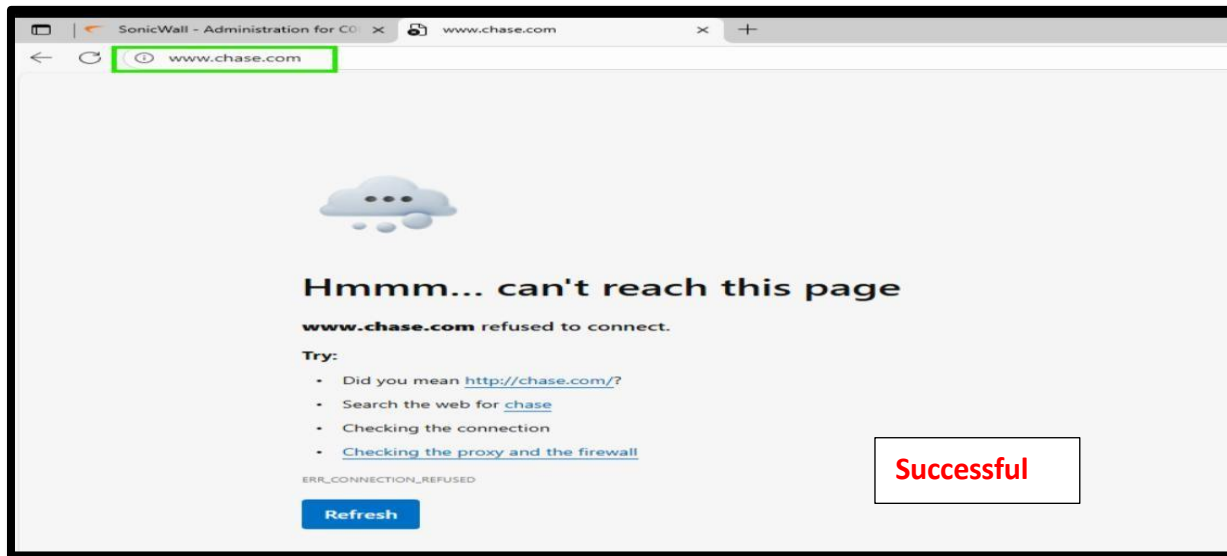 SonicWall - Administration for C0
www.chase.com
www.chase.com
Hmmm... can't reach this page
www.chase.com refused to connect.
Try:
• Did you mean http://chase.com/?
• Search the web for chase
• Checking the connection
• Checking the proxy and the firewall
Successful
ERR_CONNECTION_REFUSED
Refresh